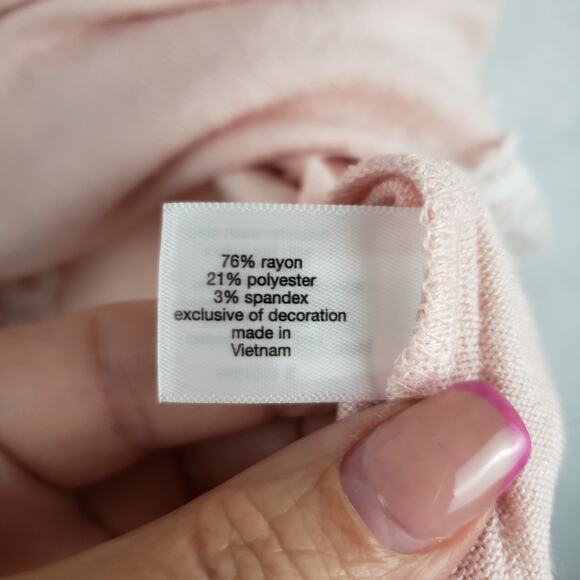 76% rayon
21% polyester
3% spandex
exclusive of decoration
made in
Vietnam